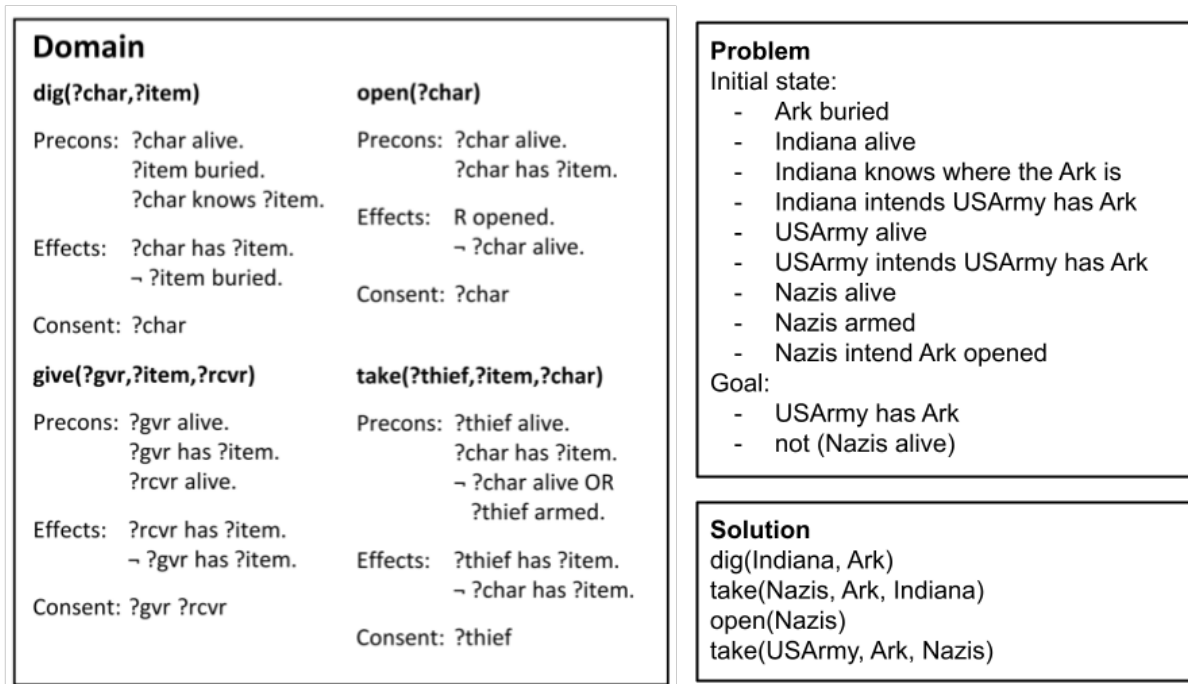 Domain
dig(?char,?item)
Precons: ?char alive.
?item buried.
?char knows ?item.
Effects: ?char has ?item.
¬ ?item buried.
Consent: ?char
open(?char)
Precons: ?char alive.
?char has ?item.
Effects: R opened.
¬ ?char alive.
Consent: ?char
give(?gvr,?item,?rcvr)
Precons: ?gvr alive.
?gvr has ?item.
?rcvr alive.
Effects: ?rcvr has ?item.
¬ ?gvr has ?item.
Consent: ?gvr ?rcvr
take(?thief,?item,?char)
Precons: ?thief alive.
?char has ?item.
¬ ?char alive OR
?thief armed.
Effects: ?thief has ?item.
¬ ?char has ?item.
Consent: ?thief
Problem
Initial state:
- Ark buried
- Indiana alive
- Indiana knows where the Ark is
- Indiana intends USArmy has Ark
- USArmy alive
- USArmy intends USArmy has Ark
- Nazis alive
- Nazis armed
- Nazis intend Ark opened
Goal:
- USArmy has Ark
- not (Nazis alive)
Solution
dig(Indiana, Ark)
take(Nazis, Ark, Indiana)
open(Nazis)
take(USArmy, Ark, Nazis)